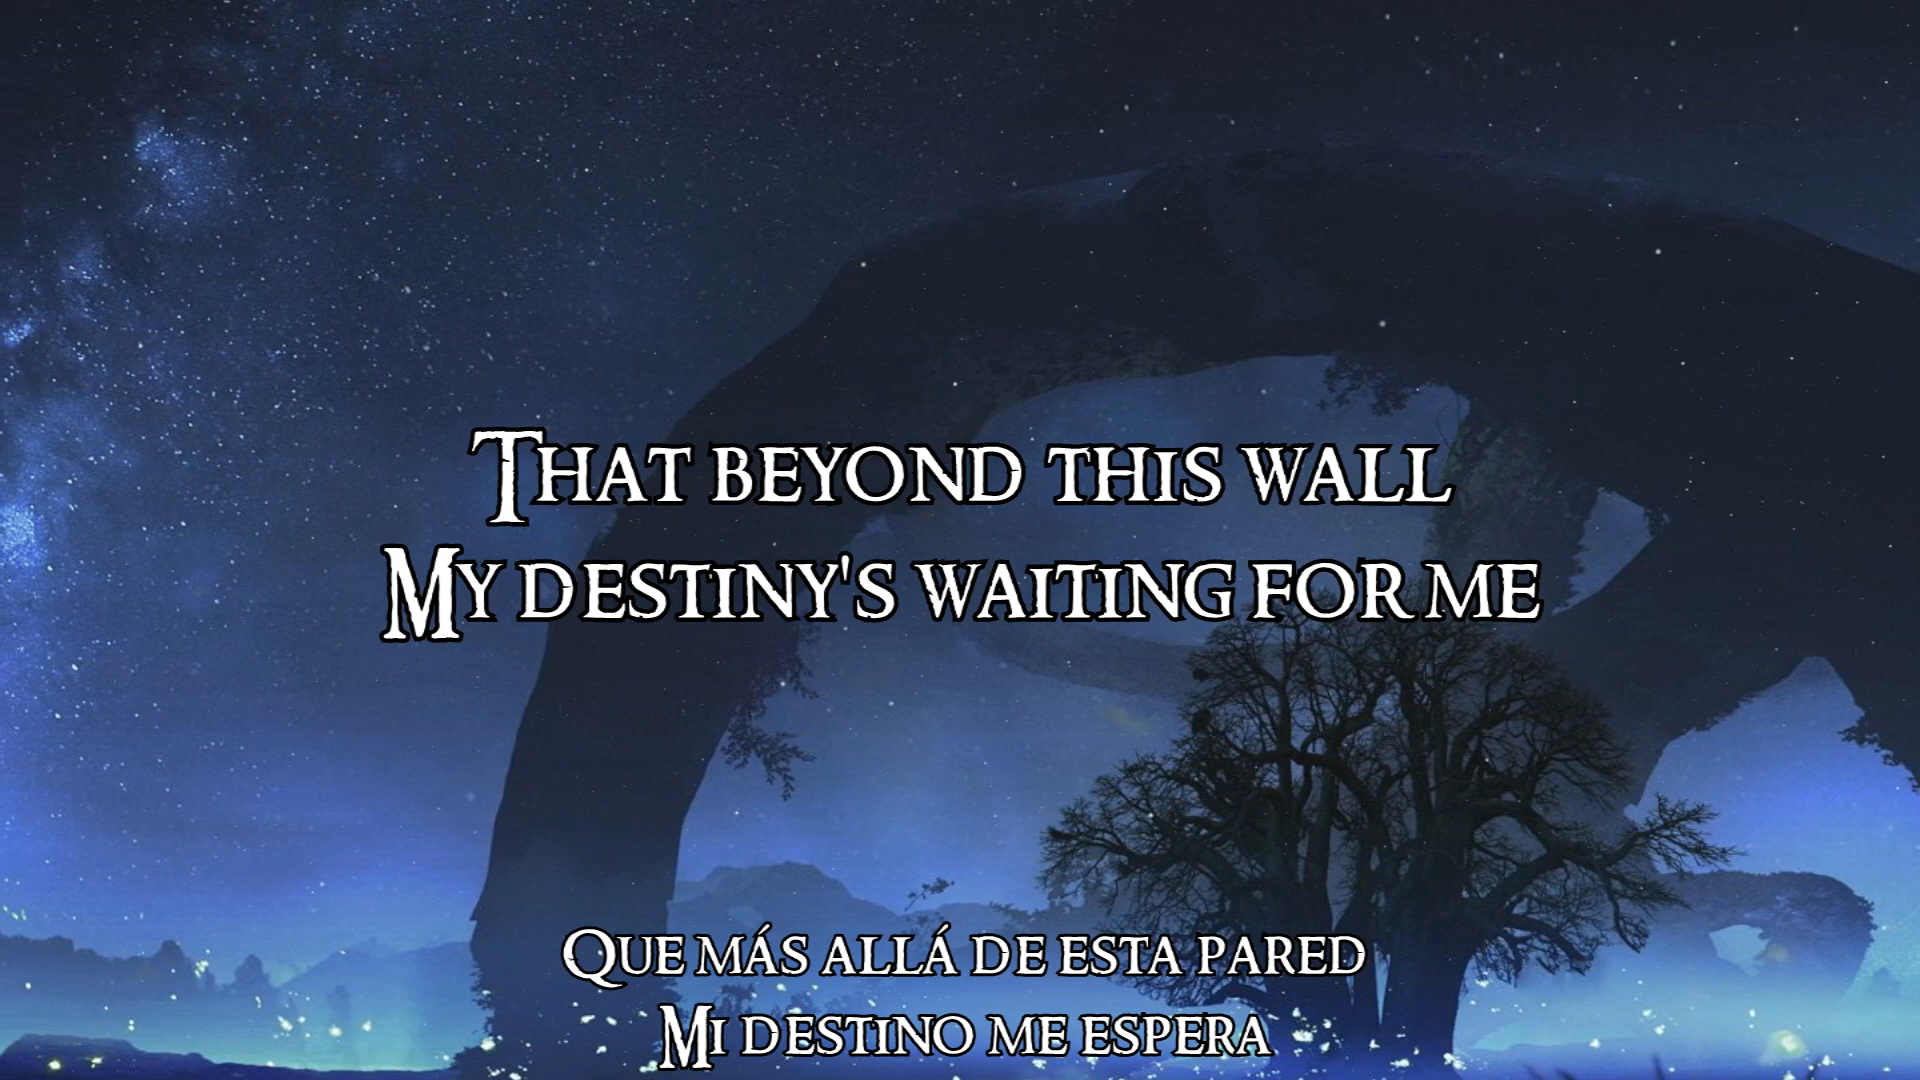 That beyond this wall
My destiny's waiting for me
Que más allá de esta pared
Mi destino me espera